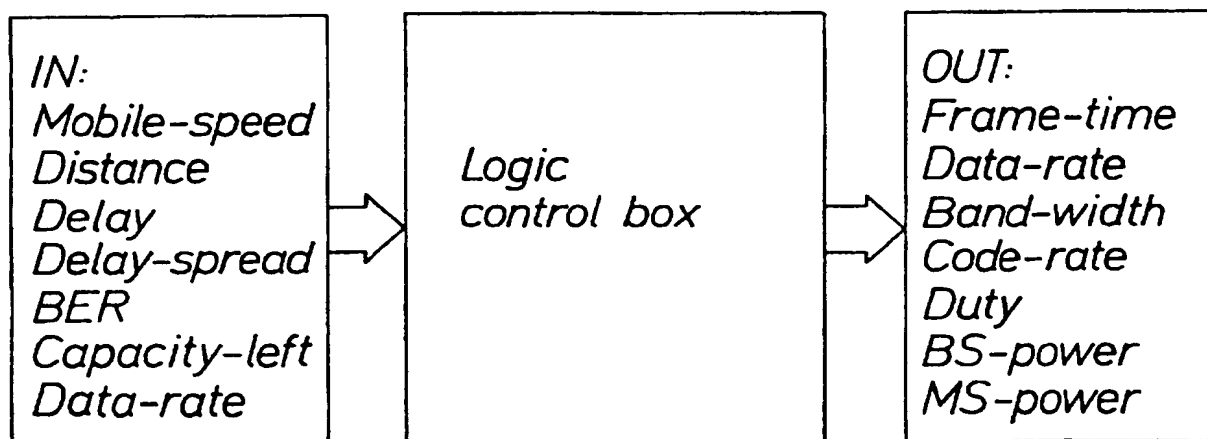 IN:
Mobile-speed
Distance
Delay
Delay-spread
BER
Capacity-left
Data-rate
Logic
control box
OUT:
Frame-time
Data-rate
Band-width
Code-rate
Duty
BS-power
MS-power